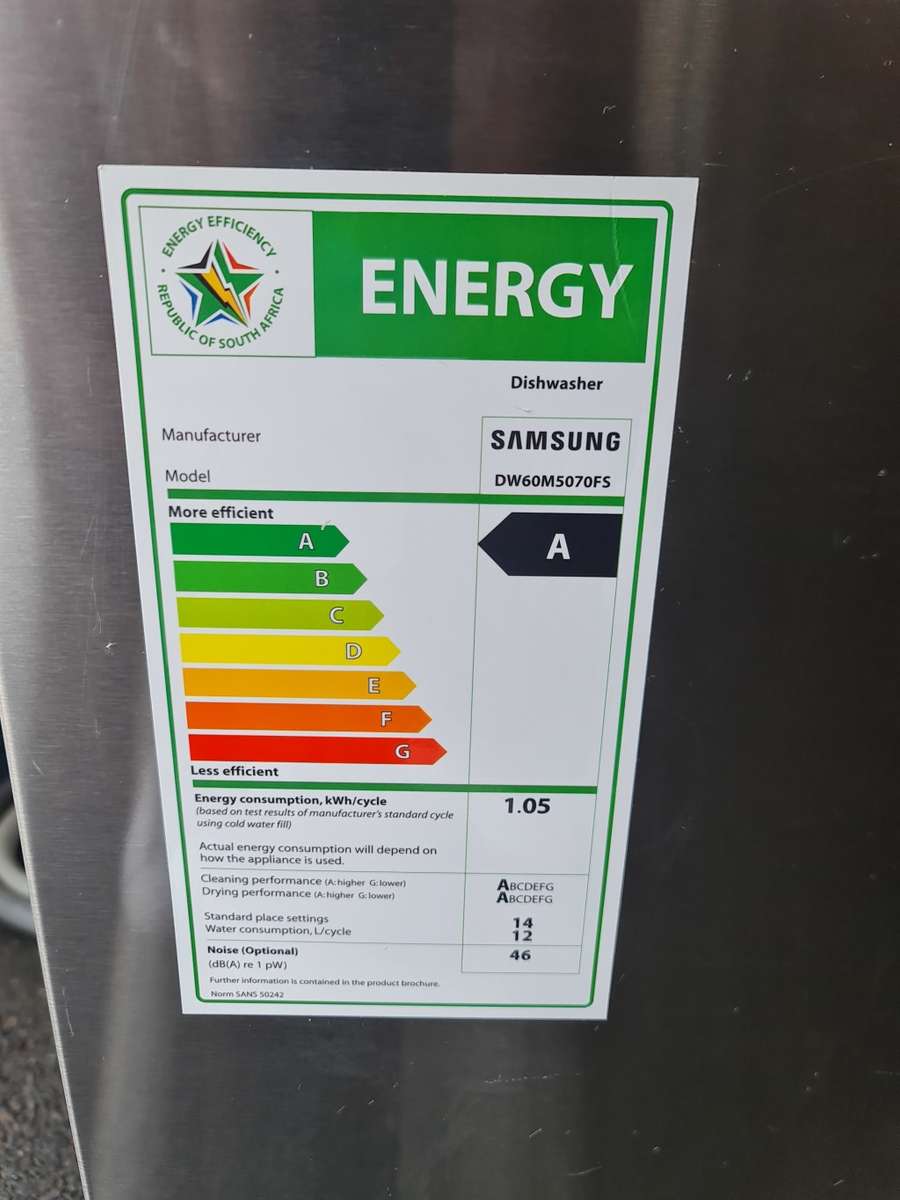 ENERGY EFFICIENCY
REPUBLIC OF SOUTH AFRICA
ENERGY
Dishwasher
Manufacturer SAMSUNG
Model DW60M5070FS
More efficient
A A
B
C
D
E
F
G
Less efficient
Energy consumption, kWh/cycle 1.05
(based on test results of manufacturer's standard cycle
using cold water fill)
Actual energy consumption will depend on
how the appliance is used.
Cleaning performance (A: higher G: lower) ABCDEFG
Drying performance (A: higher G: lower) ABCDEFG
Standard place settings 14
Water consumption, L/cycle 12
Noise (Optional) 46
(dB(A) re 1 pW)
Further information is contained in the product brochure.
Norm SANS 50242